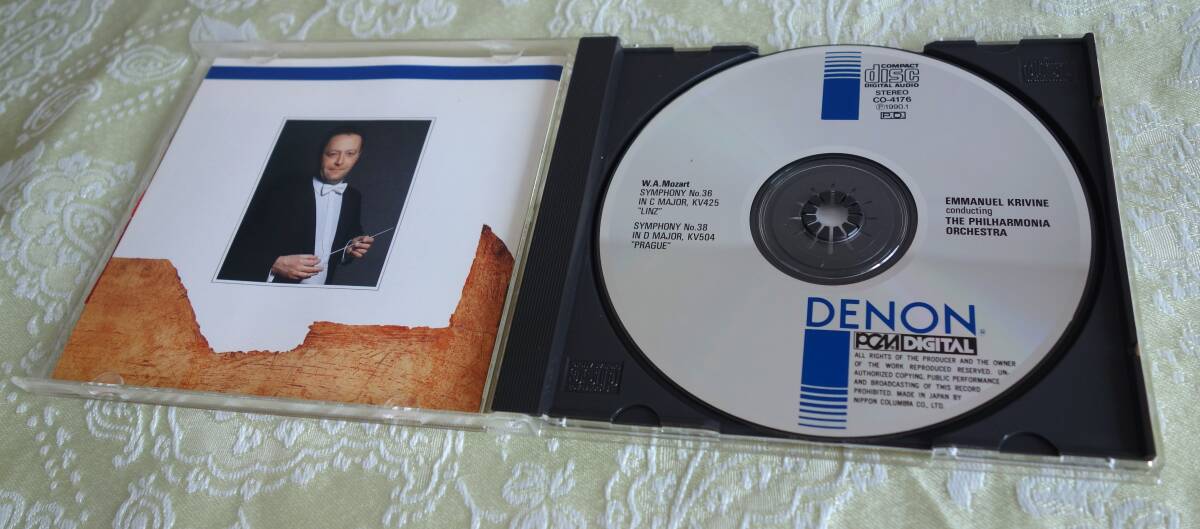 COMPACT
disc
DIGITAL AUDIO
STEREO
CO-4176
Ⓟ1990.1
W.A.Mozart
SYMPHONY No.36
IN C MAJOR, KV425
"LINZ"
SYMPHONY No.38
IN D MAJOR, KV504
"PRAGUE"
EMMANUEL KRIVINE
conducting
THE PHILHARMONIA
ORCHESTRA
DENON®
PCM DIGITAL
ALL RIGHTS OF THE PRODUCER AND THE OWNER
OF THE WORK REPRODUCED RESERVED. UN-
AUTHORIZED COPYING, PUBLIC PERFORMANCE
AND BROADCASTING OF THIS RECORD
PROHIBITED. MADE IN JAPAN BY
NIPPON COLUMBIA CO., LTD.